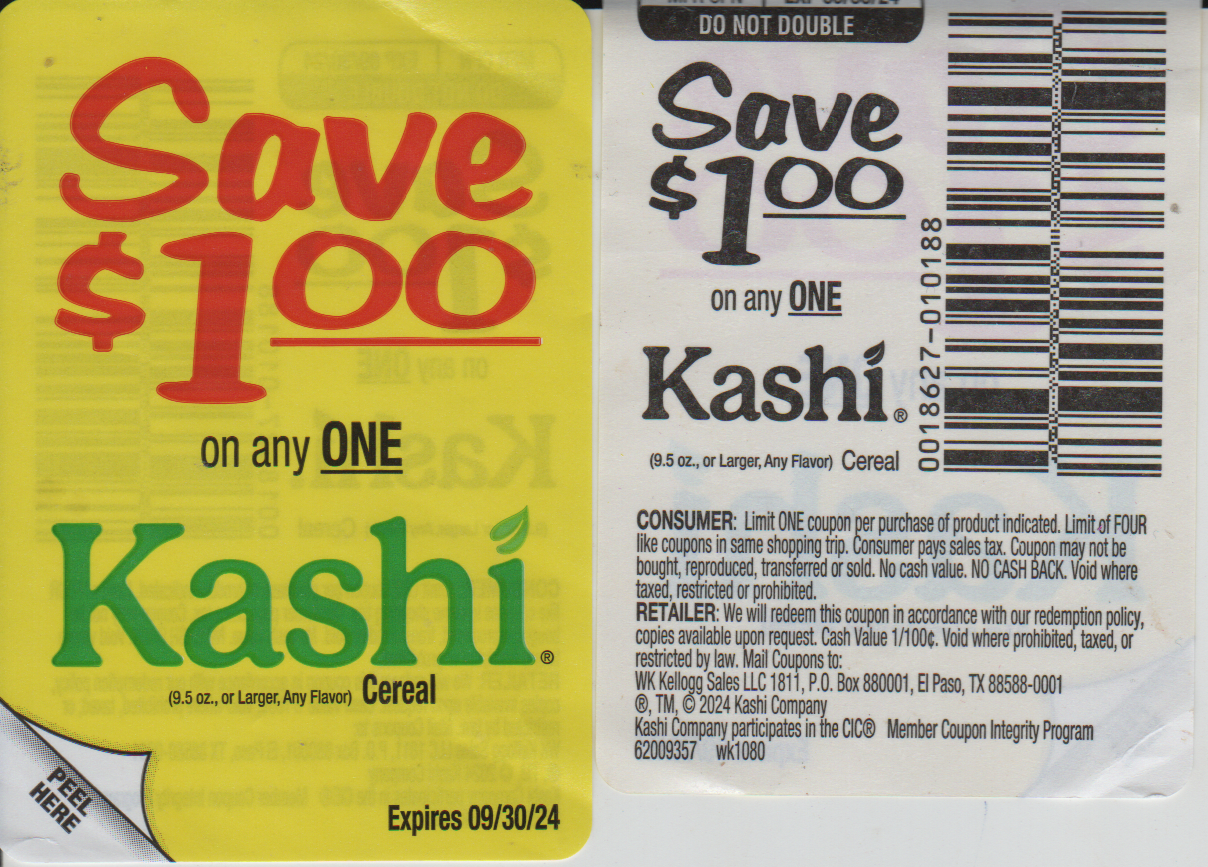 Save
$1.00
on any ONE
Kashi®
(9.5 oz., or Larger, Any Flavor) Cereal
PEEL
HERE
Expires 09/30/24
DO NOT DOUBLE
Save
$1.00
on any ONE
Kashi®
(9.5 oz., or Larger, Any Flavor) Cereal
0018627-010188
CONSUMER: Limit ONE coupon per purchase of product indicated. Limit of FOUR
like coupons in same shopping trip. Consumer pays sales tax. Coupon may not be
bought, reproduced, transferred or sold. No cash value. NO CASH BACK. Void where
taxed, restricted or prohibited.
RETAILER: We will redeem this coupon in accordance with our redemption policy,
copies available upon request. Cash Value 1/100¢. Void where prohibited, taxed, or
restricted by law. Mail Coupons to:
WK Kellogg Sales LLC 1811, P.O. Box 880001, El Paso, TX 88588-0001
®, TM, © 2024 Kashi Company
Kashi Company participates in the CIC® Member Coupon Integrity Program
62009357 wk1080